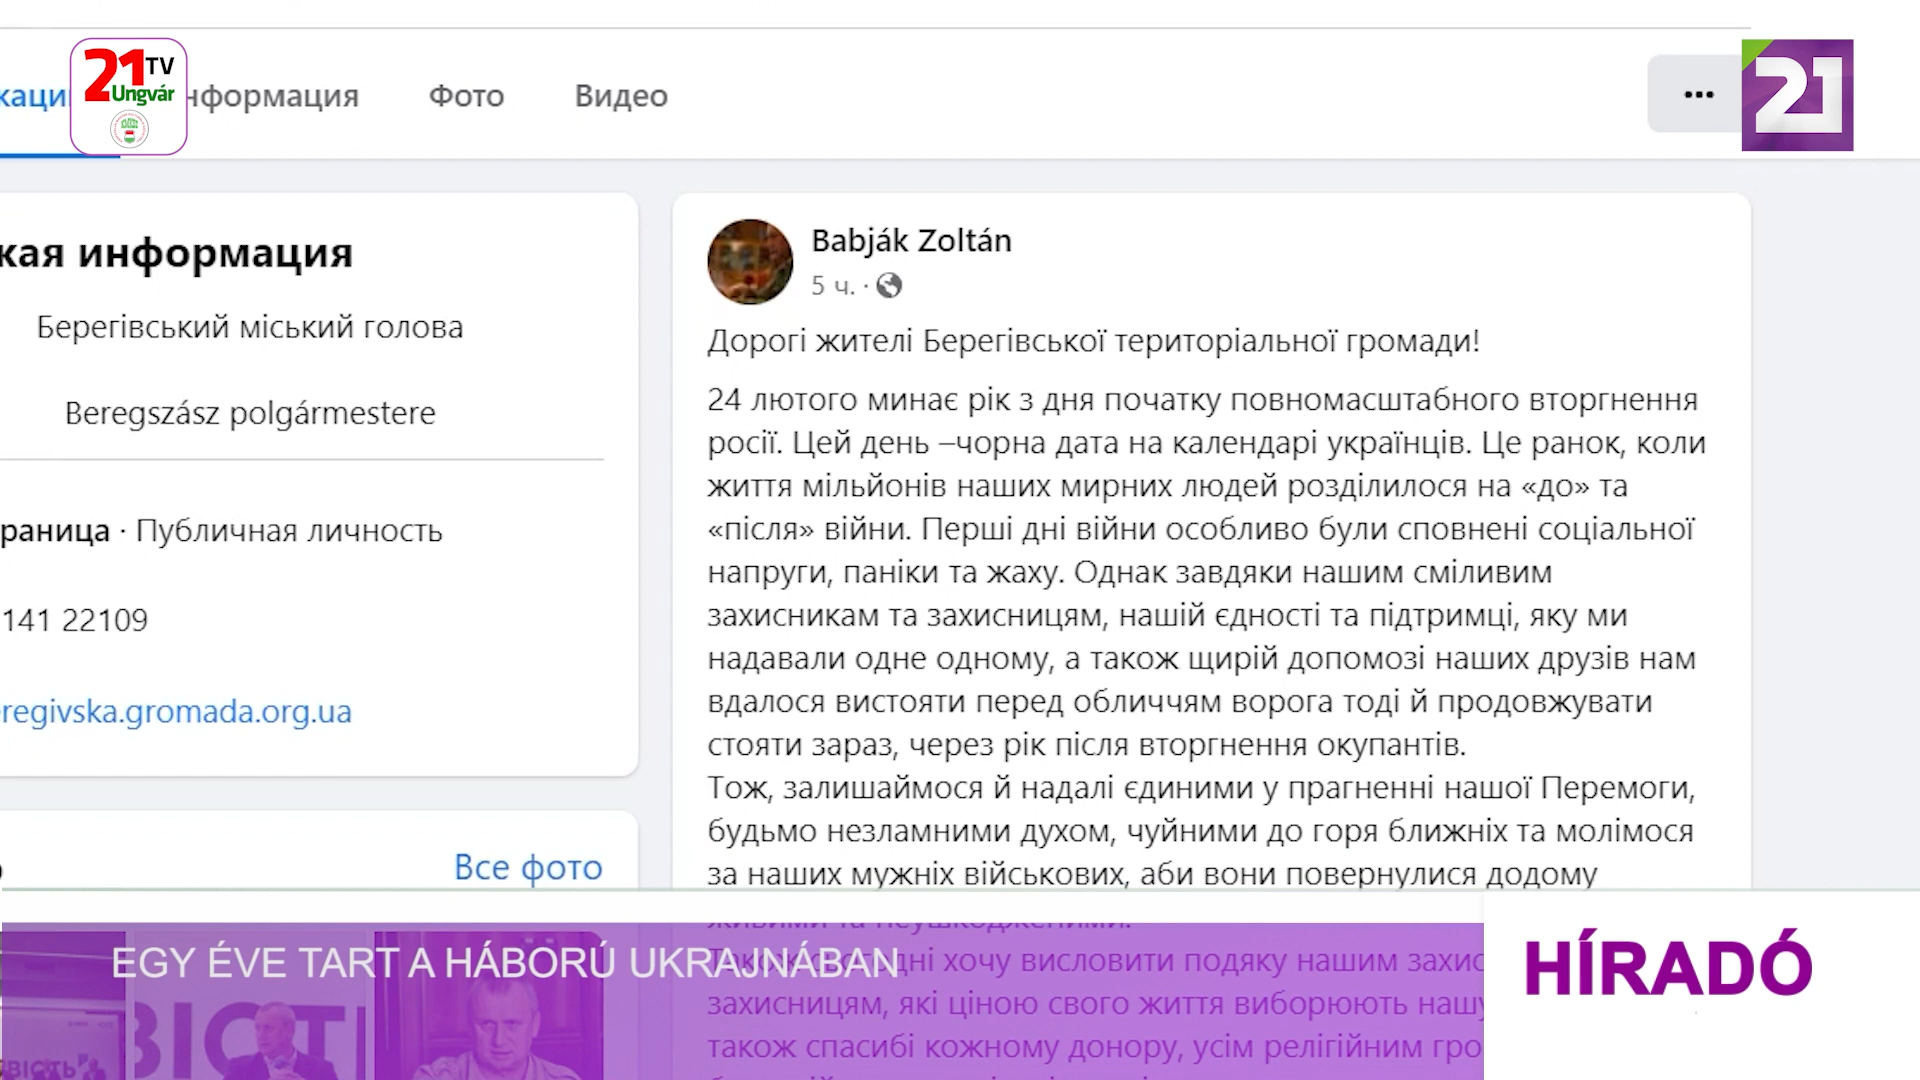 21 TV
Ungvár
нформация
Фото
Видео
21
кая информация
Берегівський міський голова
Beregszász polgármestere
раница · Публичная личность
141 22109
regivska.gromada.org.ua
Все фото
Babják Zoltán
5 ч. ·
Дорогі жителі Берегівської територіальної громади!
24 лютого минає рік з дня початку повномасштабного вторгнення
росії. Цей день –чорна дата на календарі українців. Це ранок, коли
життя мільйонів наших мирних людей розділилося на «до» та
«після» війни. Перші дні війни особливо були сповнені соціальної
напруги, паніки та жаху. Однак завдяки нашим сміливим
захисникам та захисницям, нашій єдності та підтримці, яку ми
надавали одне одному, а також щирій допомозі наших друзів нам
вдалося вистояти перед обличчям ворога тоді й продовжувати
стояти зараз, через рік після вторгнення окупантів.
Тож, залишаймося й надалі єдиними у прагненні нашої Перемоги,
будьмо незламними духом, чуйними до горя ближніх та молімося
за наших мужніх військових, аби вони повернулися додому
живими та неушкодженими.
дні хочу висловити подяку нашим захис
захисницям, які ціною свого життя виборюють нашу
також спасибі кожному донору, усім релігійним гро
EGY ÉVE TART A HÁBORÚ UKRAJNÁBAN
HÍRADÓ
ВІСТЬ
ВІСТ